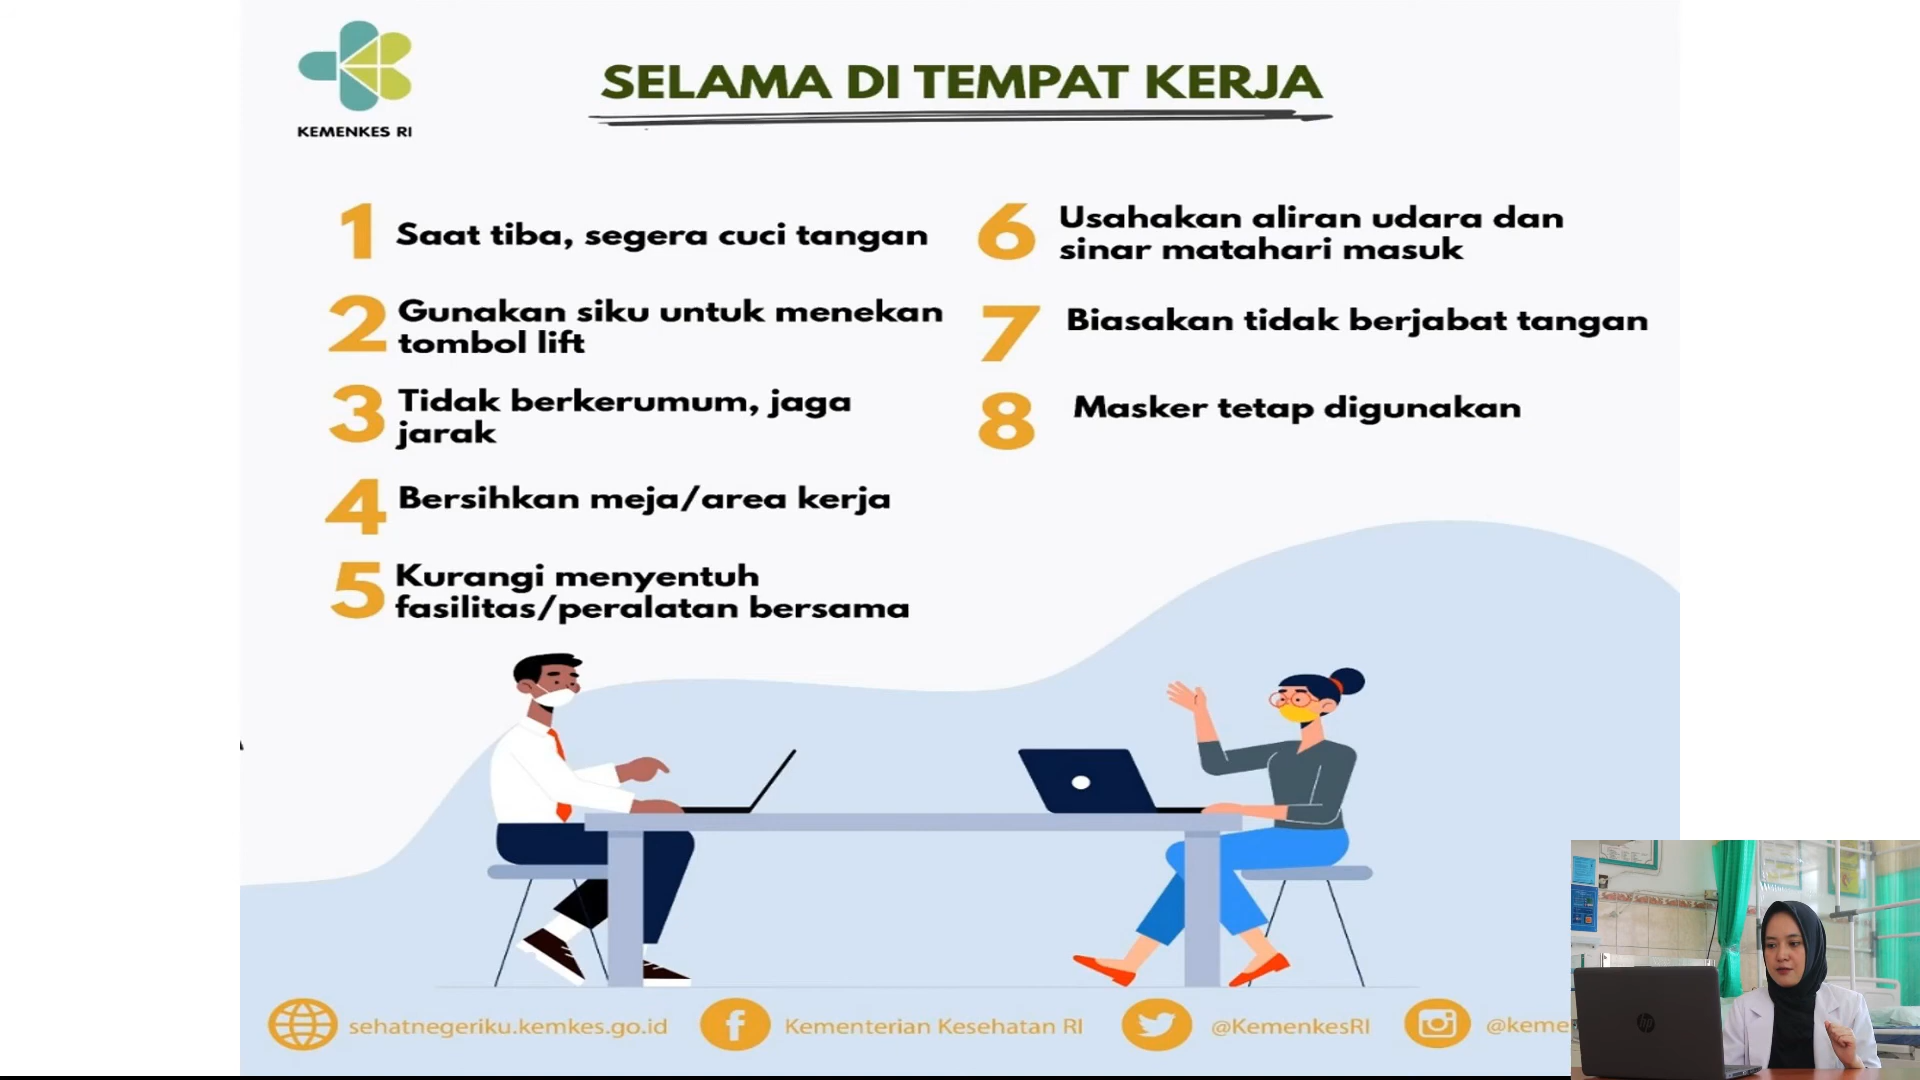 KEMENKES RI
SELAMA DI TEMPAT KERJA
1 Saat tiba, segera cuci tangan
2 Gunakan siku untuk menekan
tombol lift
3 Tidak berkerumum, jaga
jarak
4 Bersihkan meja/area kerja
5 Kurangi menyentuh
fasilitas/peralatan bersama
6 Usahakan aliran udara dan
sinar matahari masuk
7 Biasakan tidak berjabat tangan
8 Masker tetap digunakan
sehatnegeriku.kemkes.go.id
Kementerian Kesehatan RI
@KemenkesRI
@keme
hp